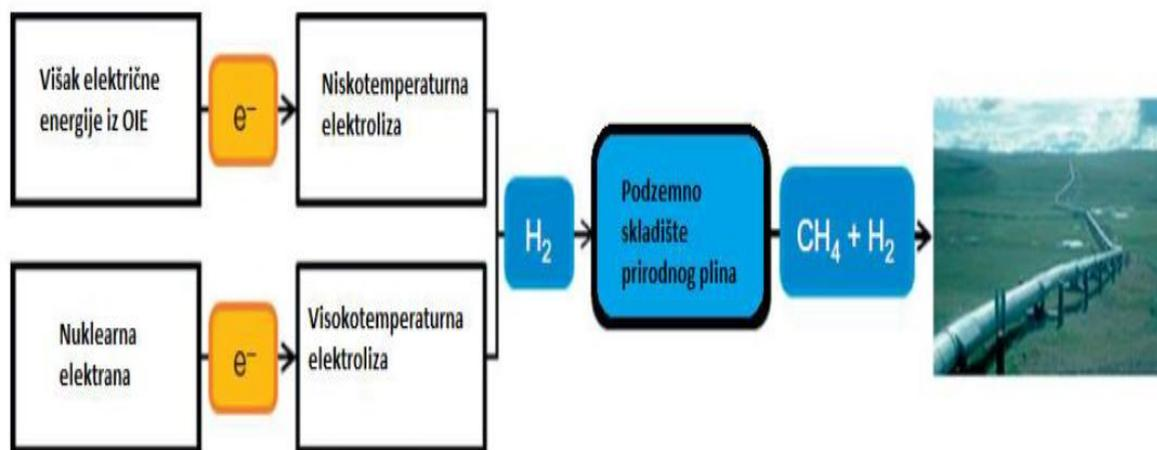 Višak električne
energije iz OIE
e⁻
Niskotemperaturna
elektroliza
Nuklearna
elektrana
e⁻
Visokotemperaturna
elektroliza
H₂
Podzemno
skladište
prirodnog plina
CH₄ + H₂